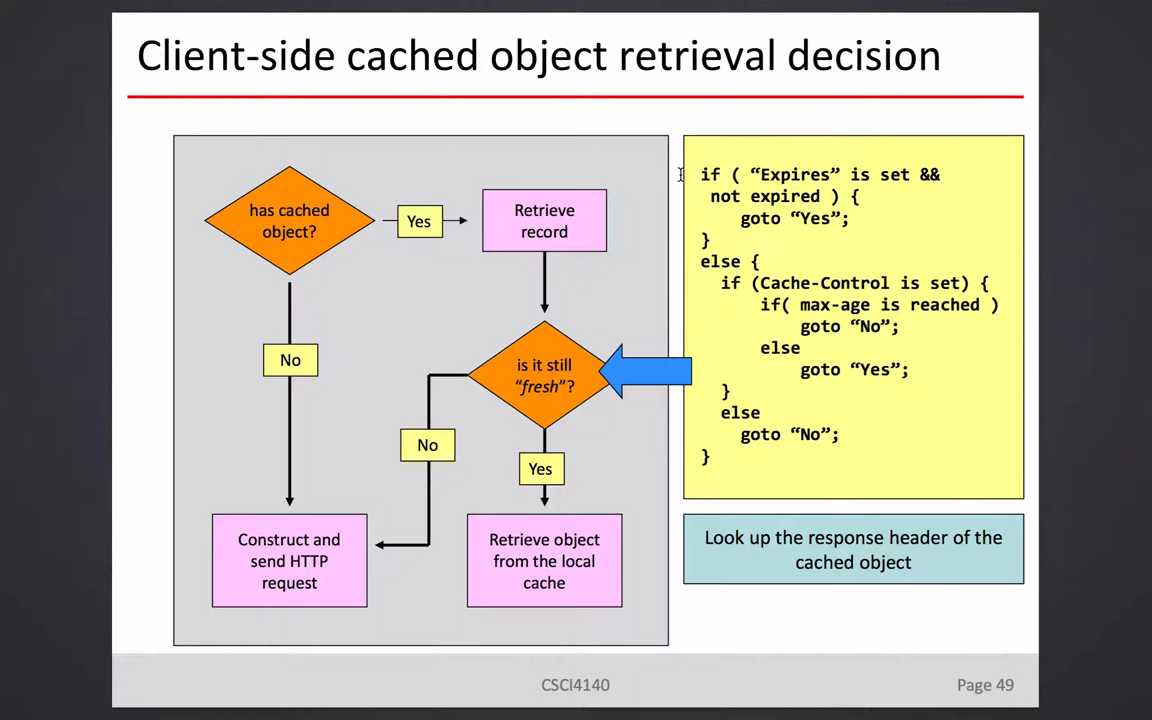 Client-side cached object retrieval decision
has cached
object?
Yes
Retrieve
record
No
is it still
“fresh”?
No
Yes
Construct and
send HTTP
request
Retrieve object
from the local
cache
if ( “Expires” is set &&
not expired ) {
goto “Yes”;
}
else {
if (Cache-Control is set) {
if( max-age is reached )
goto “No”;
else
goto “Yes”;
}
else
goto “No”;
}
Look up the response header of the
cached object
CSCI4140
Page 49